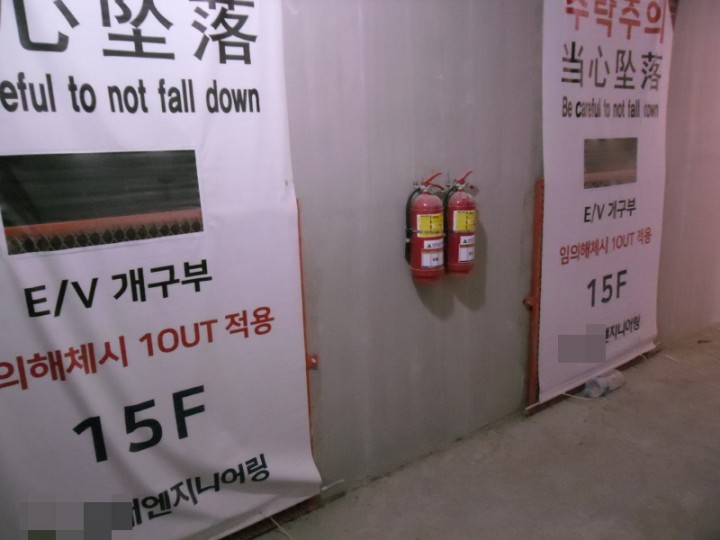 心坠落
eful to not fall down
E/V 개구부
의해체시 1OUT 적용
15F
엔지니어링
추락주의
当心坠落
Be careful to not fall down
E/V 개구부
임의해체시 1OUT 적용
15F
엔지니어링